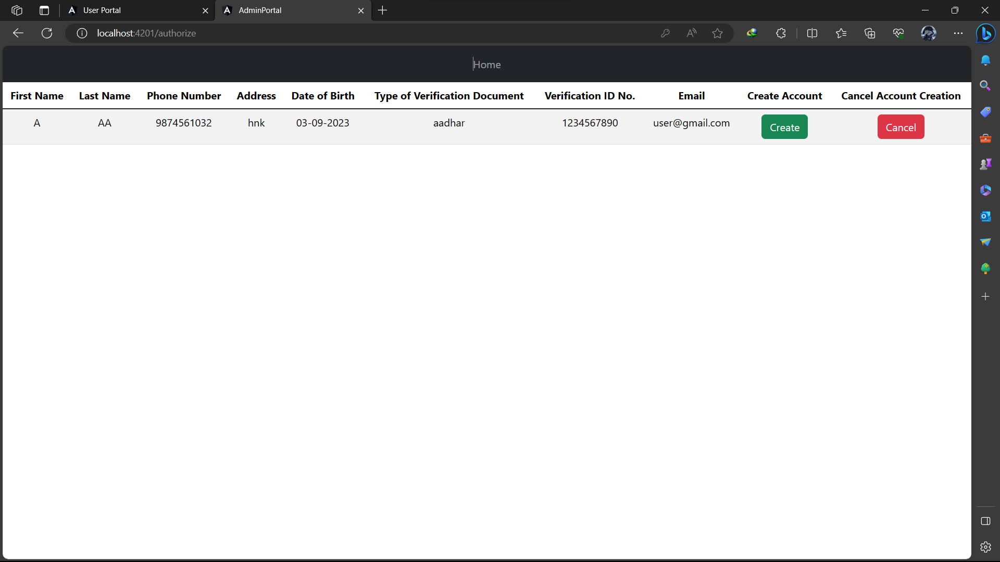 User Portal
AdminPortal
localhost:4201/authorize
Home
First Name Last Name Phone Number Address Date of Birth Type of Verification Document Verification ID No. Email Create Account Cancel Account Creation
A AA 9874561032 hnk 03-09-2023 aadhar 1234567890 user@gmail.com Create Cancel